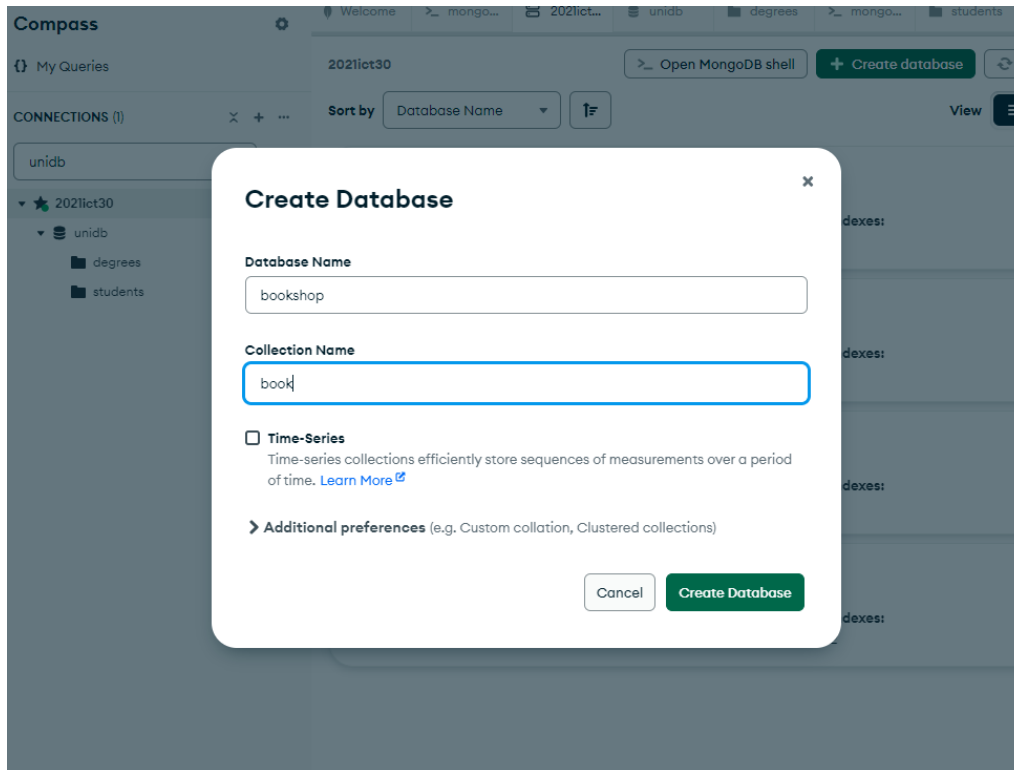 Compass
Welcome
>_ mongo...
2021ict...
unidb
degrees
>_ mongo...
students
{} My Queries
2021ict30
>_ Open MongoDB shell
+ Create database
CONNECTIONS (1)
Sort by
Database Name
View
unidb
2021ict30
unidb
degrees
students
Create Database
Database Name
bookshop
Collection Name
book
Time-Series
Time-series collections efficiently store sequences of measurements over a period
of time. Learn More
Additional preferences (e.g. Custom collation, Clustered collections)
Cancel
Create Database
dexes:
dexes:
dexes:
dexes: